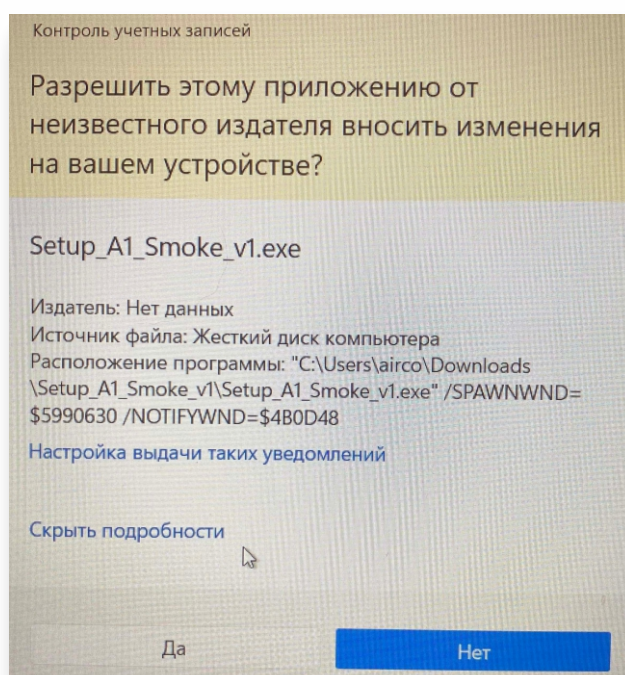 Контроль учетных записей
Разрешить этому приложению от
неизвестного издателя вносить изменения
на вашем устройстве?
Setup_A1_Smoke_v1.exe
Издатель: Нет данных
Источник файла: Жесткий диск компьютера
Расположение программы: "C:\Users\airco\Downloads
\Setup_A1_Smoke_v1\Setup_A1_Smoke_v1.exe" /SPAWNWND=
$5990630 /NOTIFYWND=$4B0D48
Настройка выдачи таких уведомлений
Скрыть подробности
Да
Нет